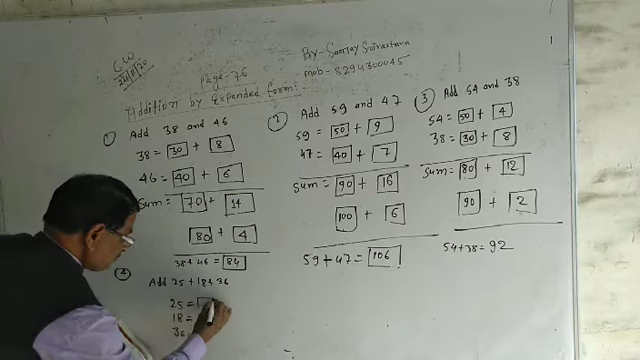 CW
24/11/20
By- Sanjay Srivastava
mob- 8294300045
page-76
Addition by expanded form:
① Add 38 and 46
38 = 30 + 8
46 = 40 + 6
Sum = 70 + 14
80 + 4
38+46 = 84
② Add 59 and 47
59 = 50 + 9
47 = 40 + 7
Sum = 90 + 16
100 + 6
59+47 = 106
③ Add 54 and 38
54 = 50 + 4
38 = 30 + 8
Sum = 80 + 12
90 + 2
54+38 = 92
④
Add 25+18+36
25 =
18 =
36